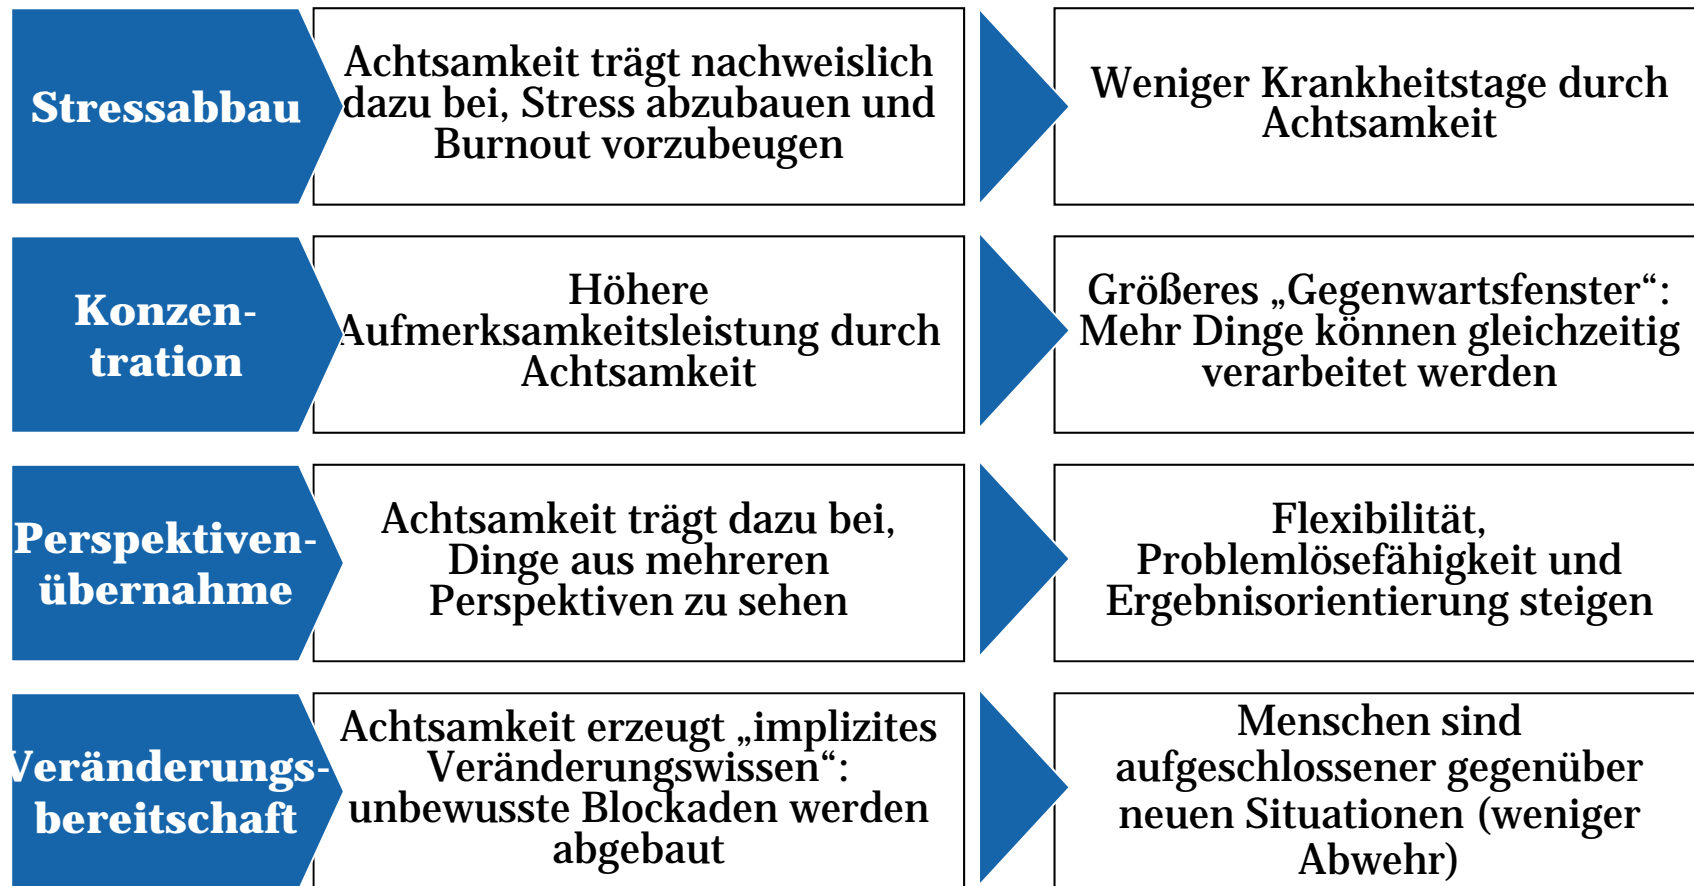 Stressabbau
Achtsamkeit trägt nachweislich
dazu bei, Stress abzubauen und
Burnout vorzubeugen
Weniger Krankheitstage durch
Achtsamkeit
Konzen-
tration
Höhere
Aufmerksamkeitsleistung durch
Achtsamkeit
Größeres „Gegenwartsfenster“:
Mehr Dinge können gleichzeitig
verarbeitet werden
Perspektiven-
übernahme
Achtsamkeit trägt dazu bei,
Dinge aus mehreren
Perspektiven zu sehen
Flexibilität,
Problemlösefähigkeit und
Ergebnisorientierung steigen
Veränderungs-
bereitschaft
Achtsamkeit erzeugt „implizites
Veränderungswissen“:
unbewusste Blockaden werden
abgebaut
Menschen sind
aufgeschlossener gegenüber
neuen Situationen (weniger
Abwehr)